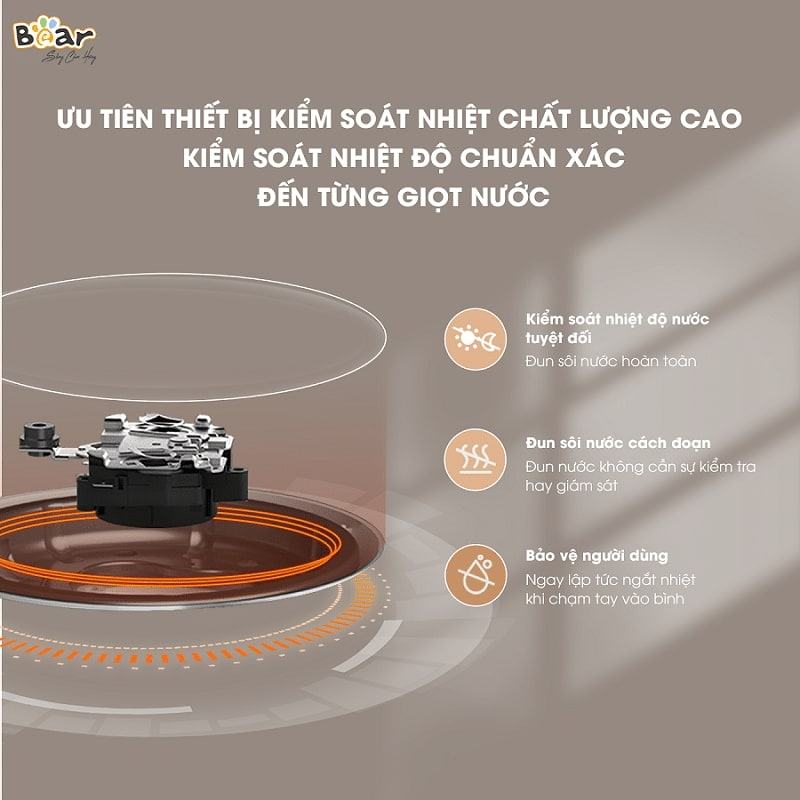 Bear
Sống Cảm Hứng
ƯU TIÊN THIẾT BỊ KIỂM SOÁT NHIỆT CHẤT LƯỢNG CAO
KIỂM SOÁT NHIỆT ĐỘ CHUẨN XÁC
ĐẾN TỪNG GIỌT NƯỚC
Kiểm soát nhiệt độ nước
tuyệt đối
Đun sôi nước hoàn toàn
Đun sôi nước cách đoạn
Đun nước không cần sự kiểm tra
hay giám sát
Bảo vệ người dùng
Ngay lập tức ngắt nhiệt
khi chạm tay vào bình